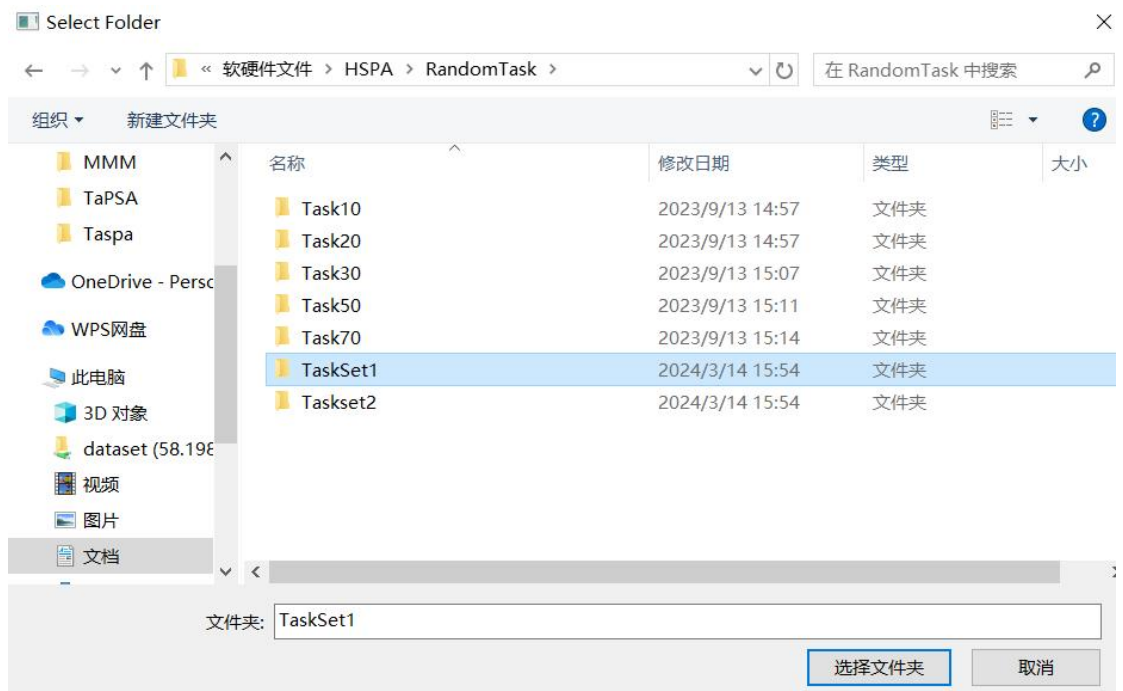 Select Folder
« 软硬件文件 > HSPA > RandomTask >
在 RandomTask 中搜索
组织 新建文件夹
MMM
TaPSA
Taspa
OneDrive - Persc
WPS网盘
此电脑
3D 对象
dataset (58.198
视频
图片
文档
名称 修改日期 类型 大小
Task10 2023/9/13 14:57 文件夹
Task20 2023/9/13 14:57 文件夹
Task30 2023/9/13 15:07 文件夹
Task50 2023/9/13 15:11 文件夹
Task70 2023/9/13 15:14 文件夹
TaskSet1 2024/3/14 15:54 文件夹
Taskset2 2024/3/14 15:54 文件夹
文件夹: TaskSet1
选择文件夹 取消